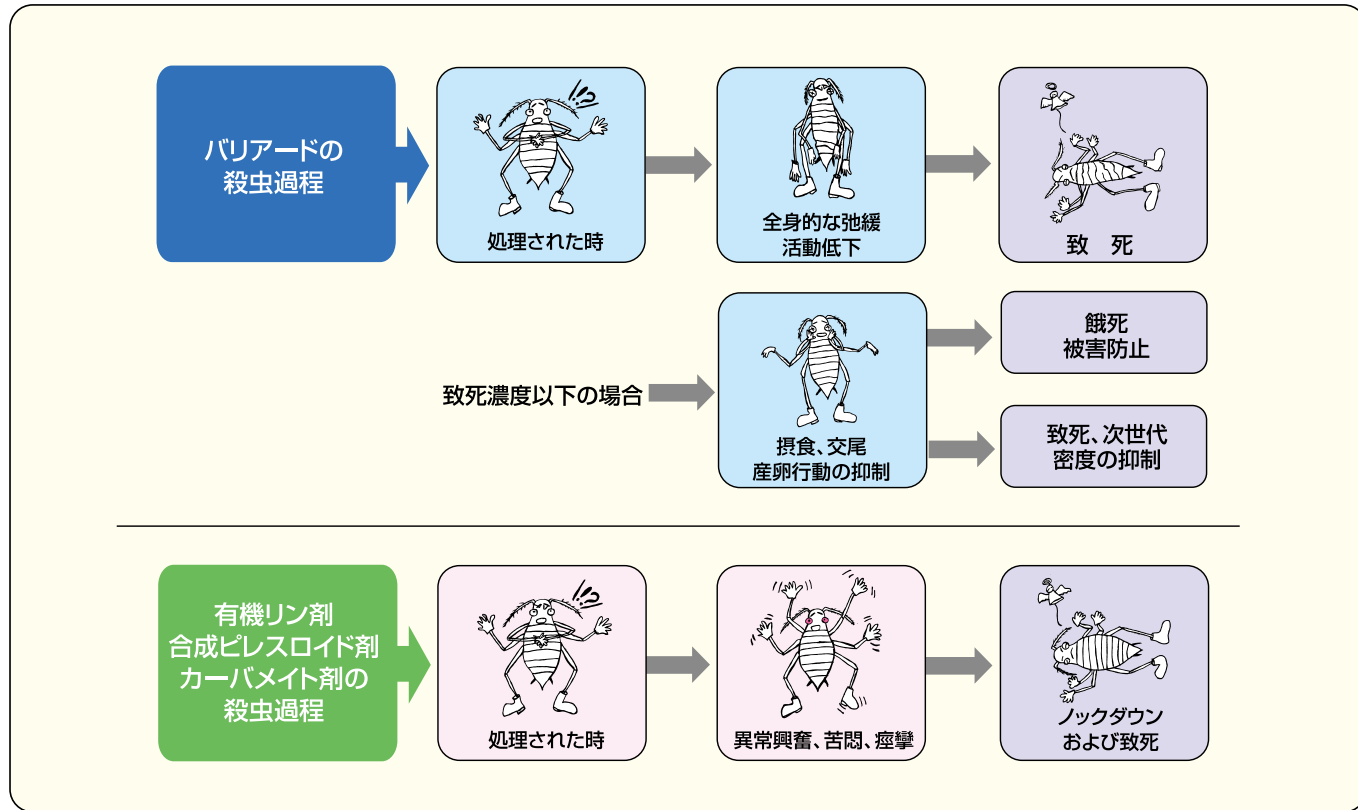 バリアードの
殺虫過程
!!?
処理された時
全身的な弛緩
活動低下
致　死
致死濃度以下の場合
摂食、交尾
産卵行動の抑制
餓死
被害防止
致死、次世代
密度の抑制
有機リン剤
合成ピレスロイド剤
カーバメイト剤の
殺虫過程
!!?
処理された時
異常興奮、苦悶、痙攣
ノックダウン
および致死